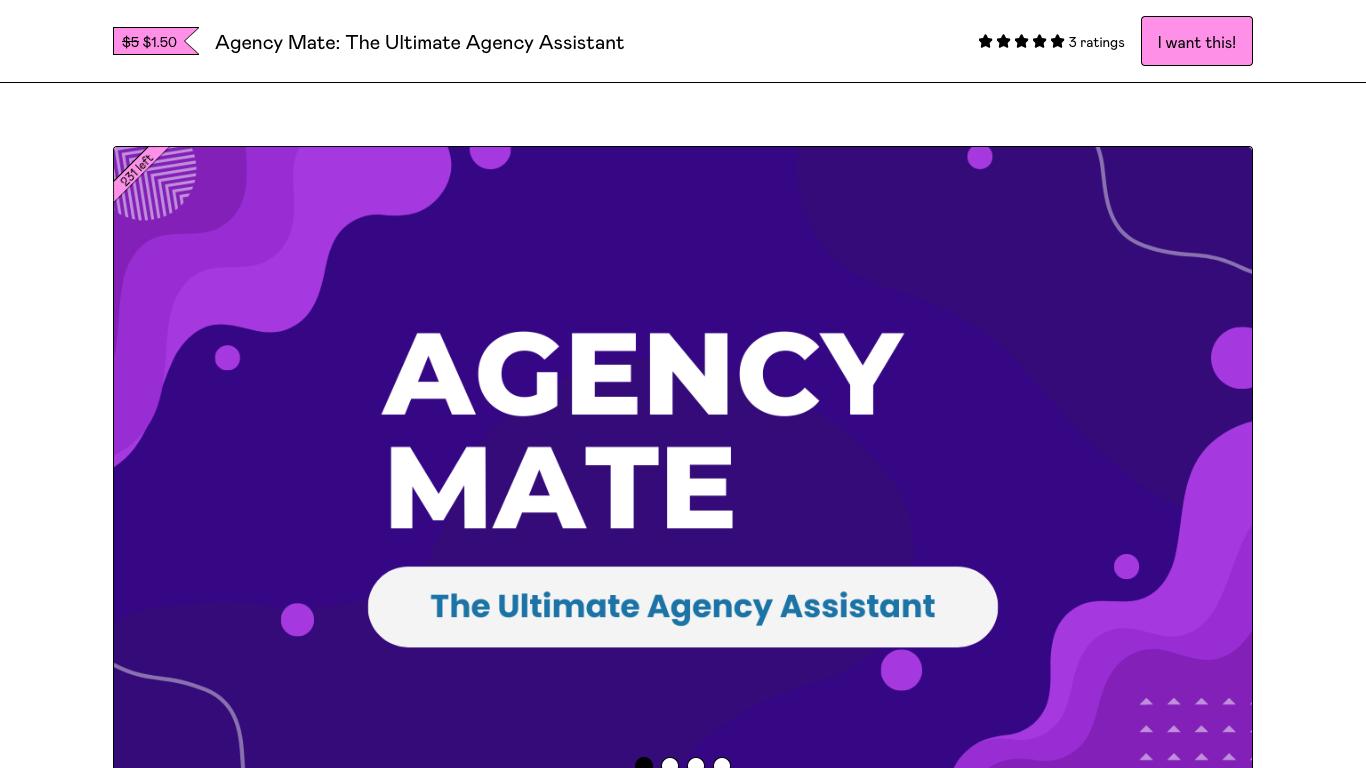 $5 $1.50
Agency Mate: The Ultimate Agency Assistant
3 ratings
I want this!
231 left
AGENCY
MATE
The Ultimate Agency Assistant